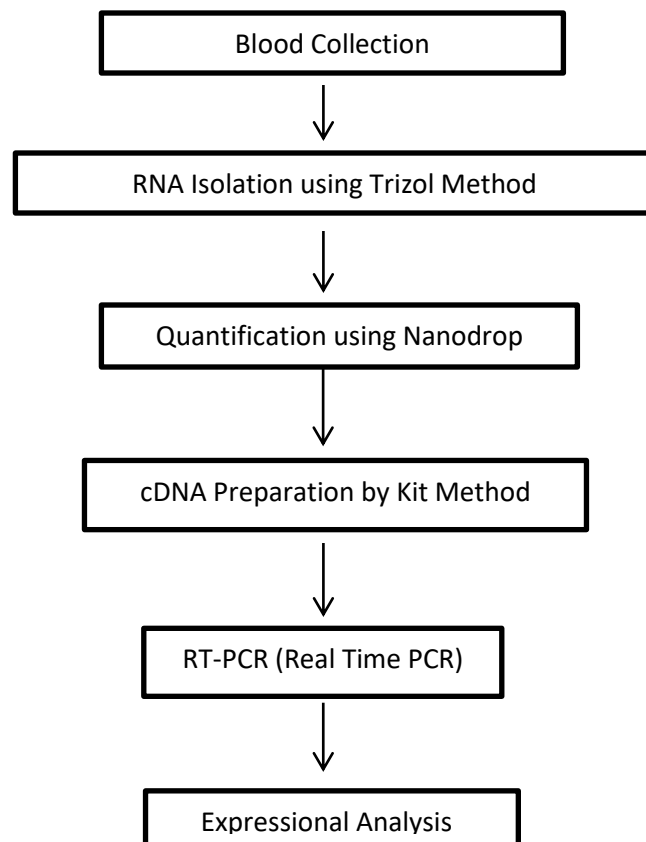 Blood Collection
RNA Isolation using Trizol Method
Quantification using Nanodrop
cDNA Preparation by Kit Method
RT-PCR (Real Time PCR)
Expressional Analysis